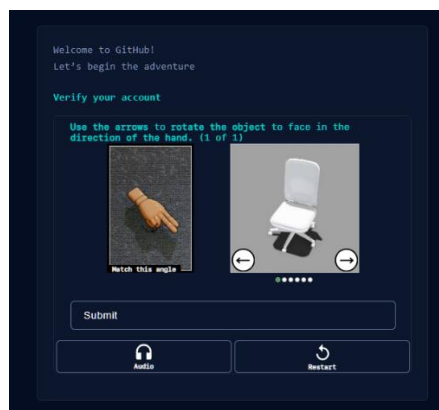 Welcome to GitHub!
Let's begin the adventure
Verify your account
Use the arrows to rotate the object to face in the
direction of the hand. (1 of 1)
Match this angle
Submit
Audio
Restart